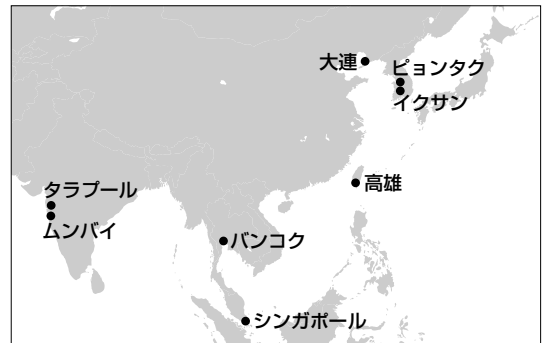 大連
ピョンタク
イクサン
高雄
タラプール
ムンバイ
バンコク
シンガポール